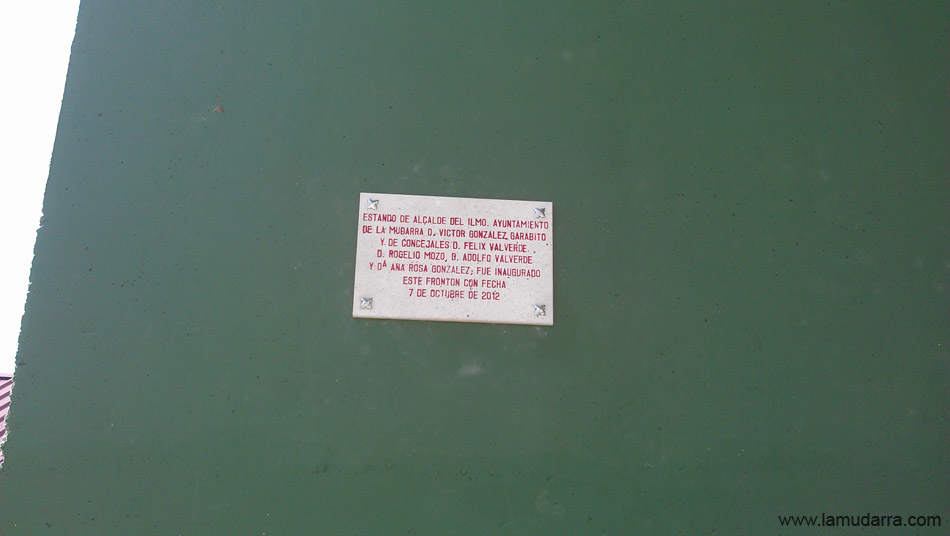 ESTANDO DE ALÇALDE DEL ILMO. AYUNTAMIENTO
DE LA MUDARRA D. VICTOR GONZALEZ GARABITO
Y DE CONCEJALES D. FELIX VALVERDE.
D. ROGELIO MOZO, D. ADOLFO VALVERDE
Y Dª ANA ROSA GONZALEZ; FUE INAUGURADO
ESTE FRONTON CON FECHA
7 DE OCTUBRE DE 2012
www.lamudarra.com